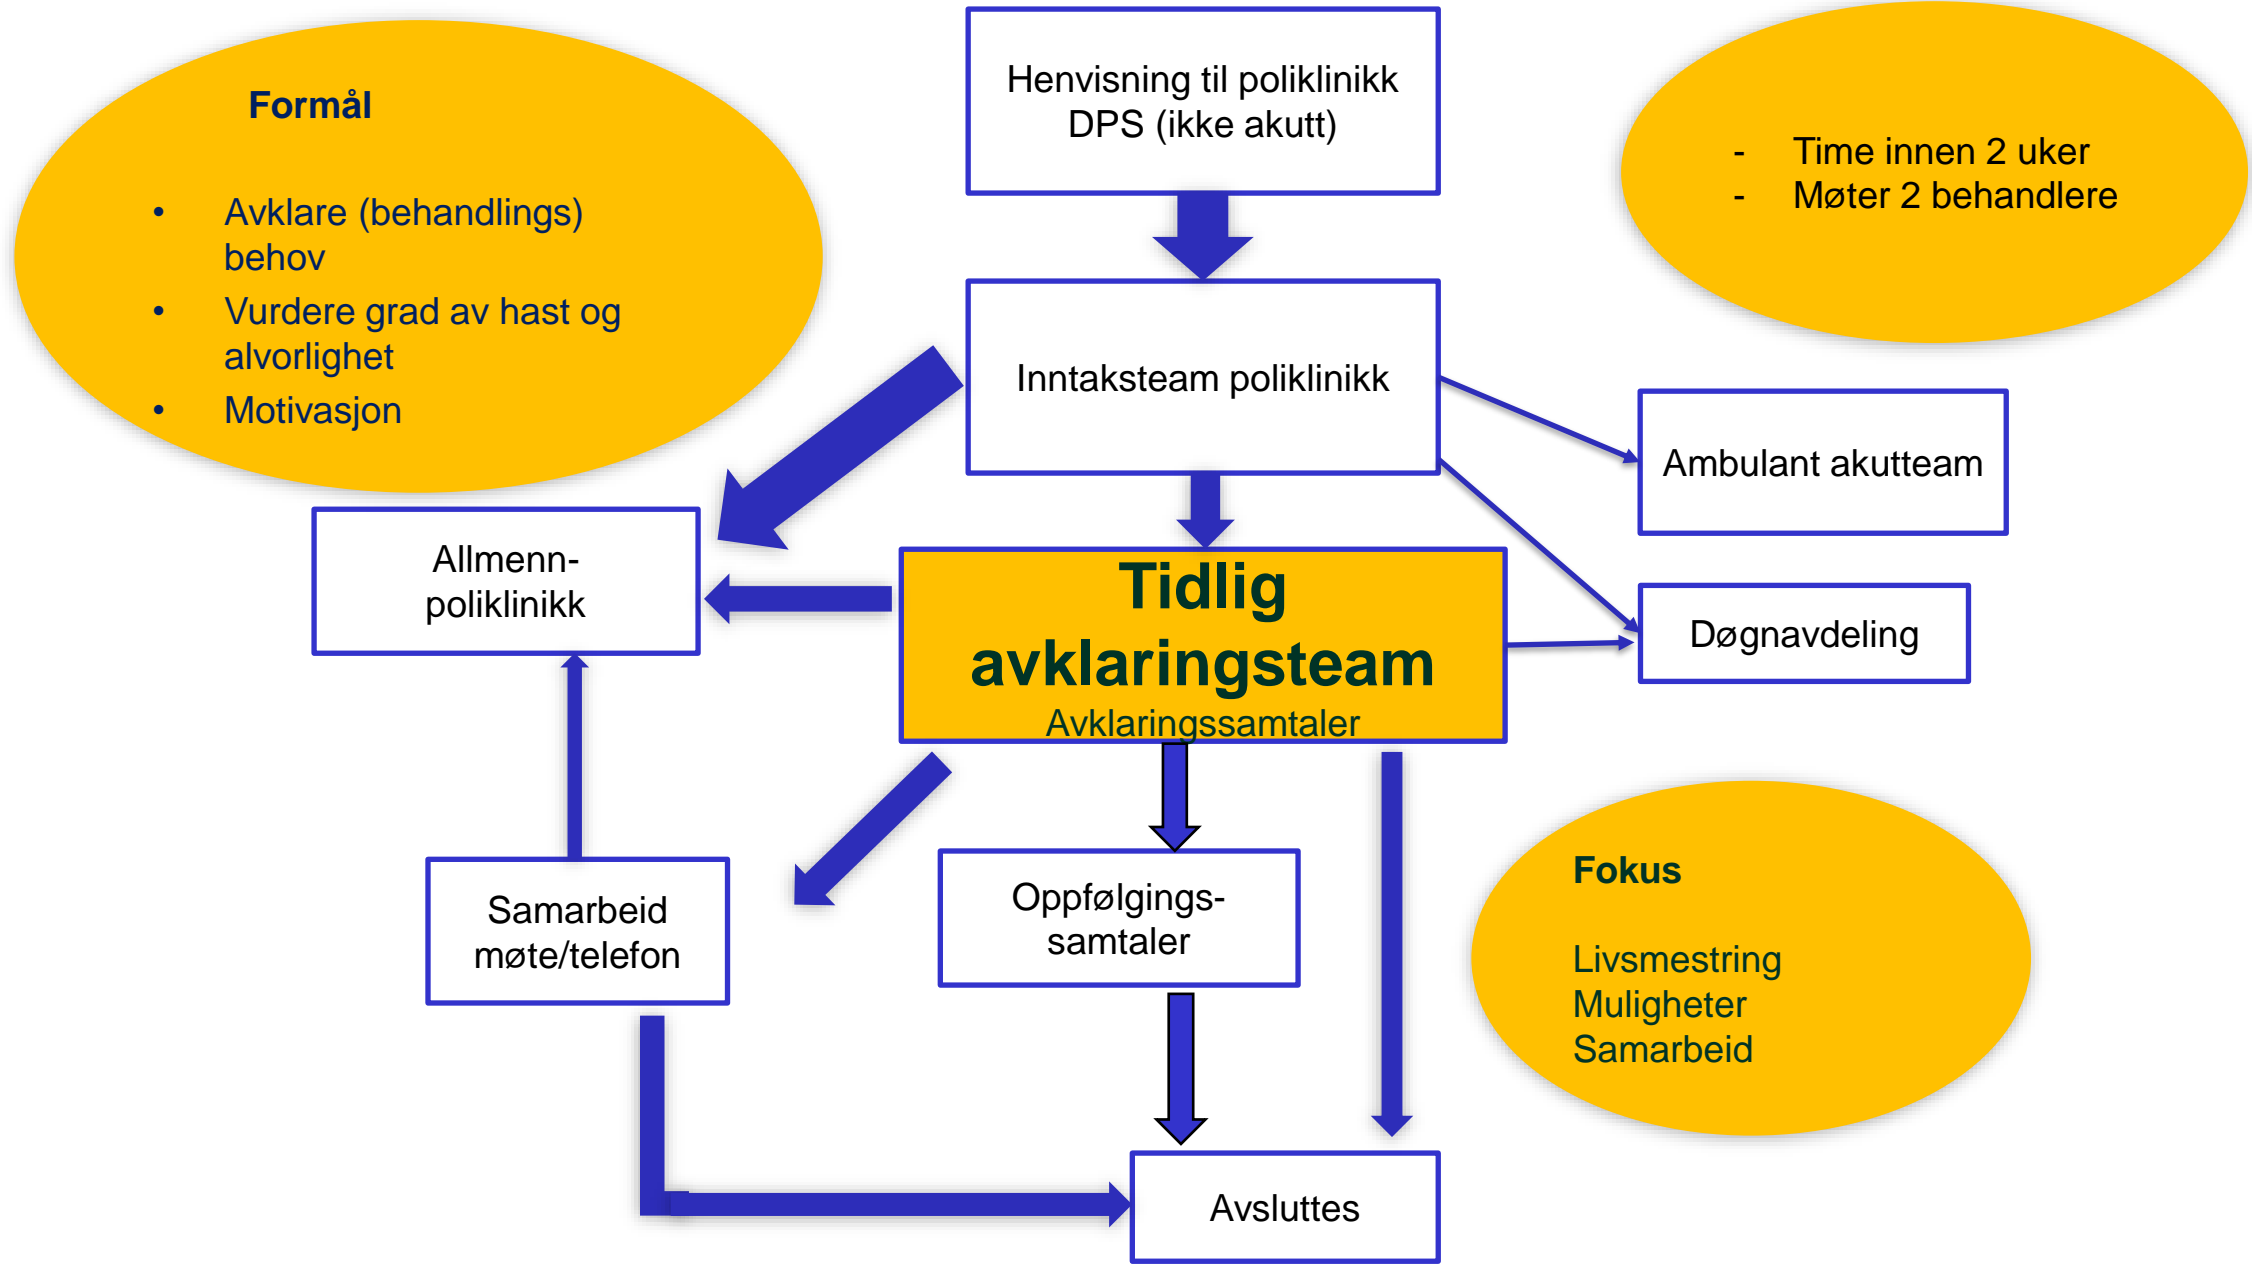 Formål
• Avklare (behandlings)
behov
• Vurdere grad av hast og
alvorlighet
• Motivasjon
Henvisning til poliklinikk
DPS (ikke akutt)
- Time innen 2 uker
- Møter 2 behandlere
Inntaksteam poliklinikk
Ambulant akutteam
Allmenn-
poliklinikk
Tidlig
avklaringsteam
Avklaringssamtaler
Døgnavdeling
Samarbeid
møte/telefon
Oppfølgings-
samtaler
Fokus
Livsmestring
Muligheter
Samarbeid
Avsluttes